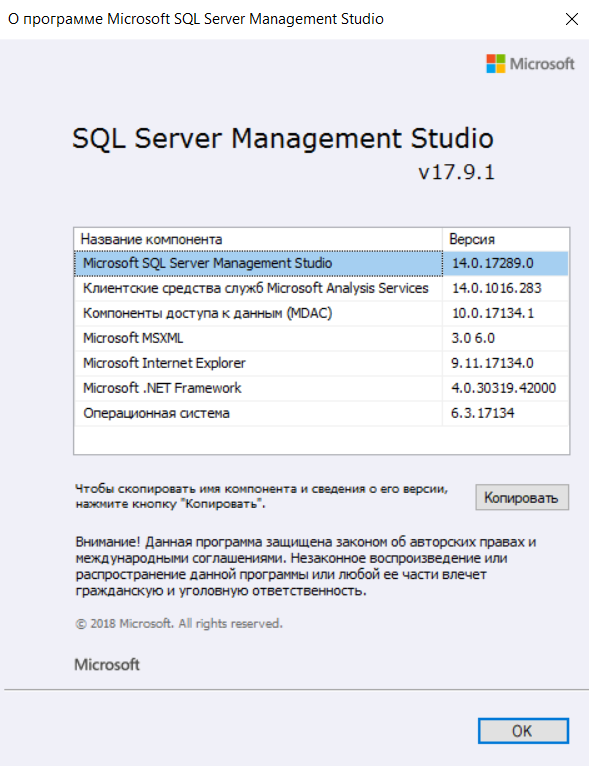 О программе Microsoft SQL Server Management Studio
Microsoft
SQL Server Management Studio
v17.9.1
Название компонента Версия
Microsoft SQL Server Management Studio 14.0.17289.0
Клиентские средства служб Microsoft Analysis Services 14.0.1016.283
Компоненты доступа к данным (MDAC) 10.0.17134.1
Microsoft MSXML 3.0 6.0
Microsoft Internet Explorer 9.11.17134.0
Microsoft .NET Framework 4.0.30319.42000
Операционная система 6.3.17134
Чтобы скопировать имя компонента и сведения о его версии,
нажмите кнопку "Копировать".
Копировать
Внимание! Данная программа защищена законом об авторских правах и
международными соглашениями. Незаконное воспроизведение или
распространение данной программы или любой ее части влечет
гражданскую и уголовную ответственность.
© 2018 Microsoft. All rights reserved.
Microsoft
OK